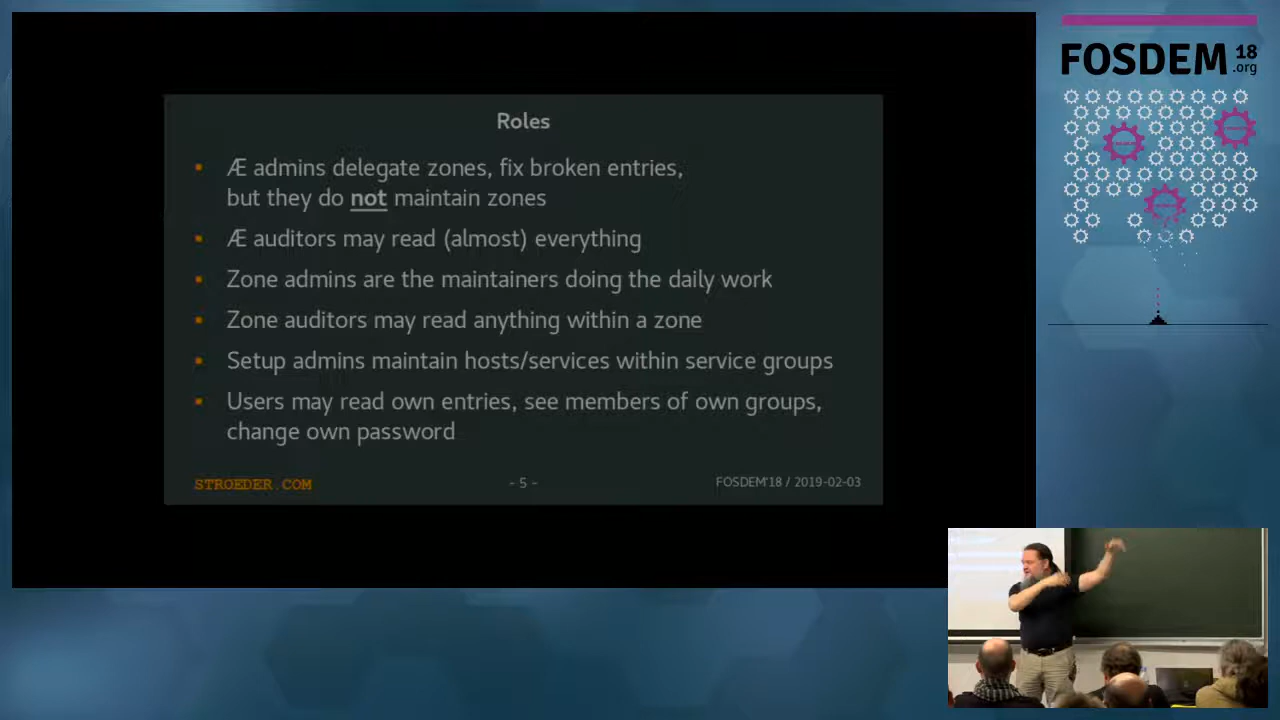 Roles
Æ admins delegate zones, fix broken entries,
but they do not maintain zones
Æ auditors may read (almost) everything
Zone admins are the maintainers doing the daily work
Zone auditors may read anything within a zone
Setup admins maintain hosts/services within service groups
Users may read own entries, see members of own groups,
change own password
STROEDER.COM
- 5 -
FOSDEM'18 / 2019-02-03
FOSDEM 18
.org